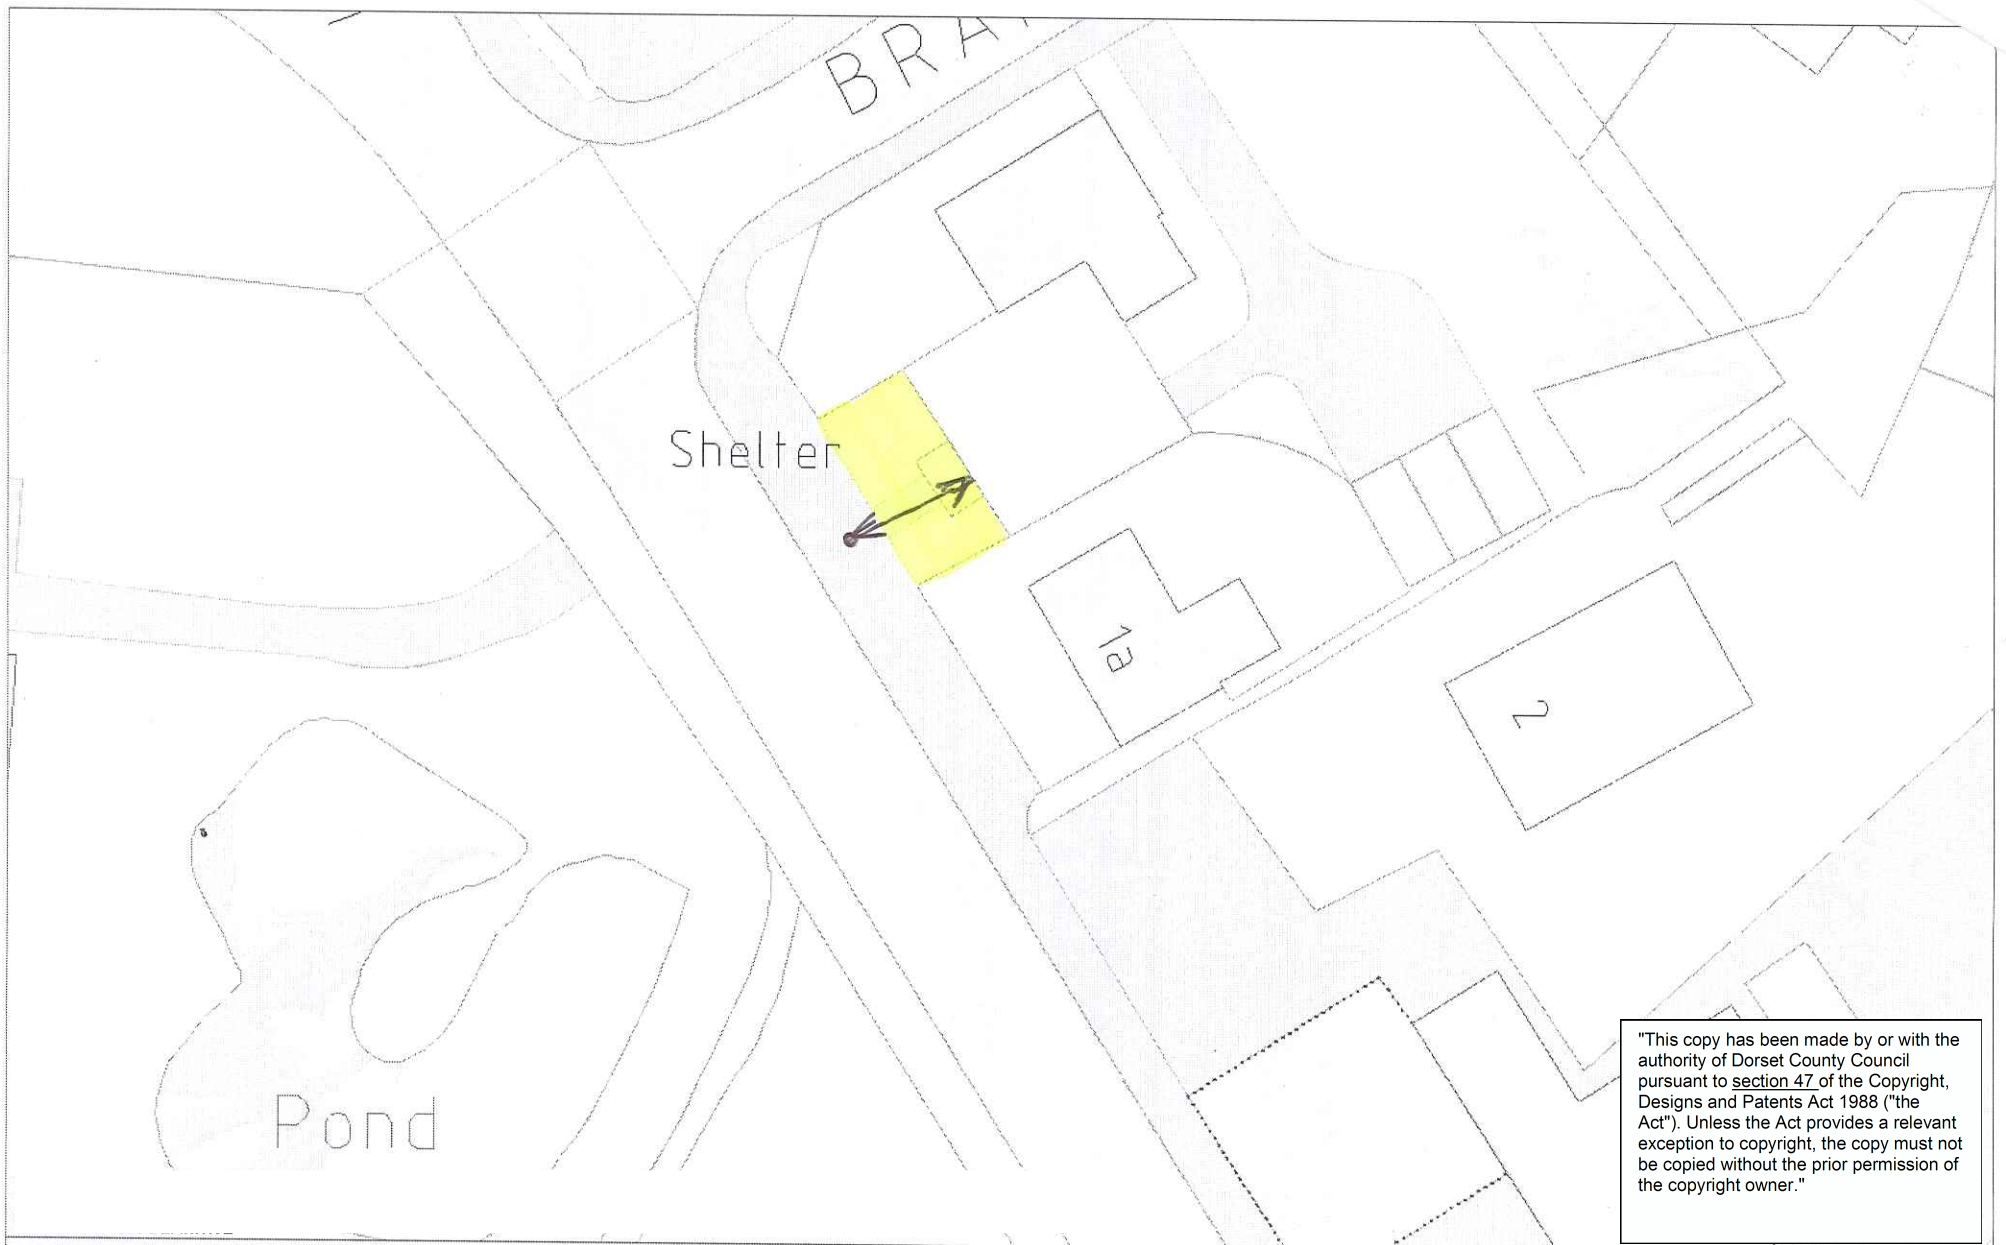 BRA
Shelter
1a
2
Pond
"This copy has been made by or with the
authority of Dorset County Council
pursuant to section 47 of the Copyright,
Designs and Patents Act 1988 ("the
Act"). Unless the Act provides a relevant
exception to copyright, the copy must not
be copied without the prior permission of
the copyright owner."